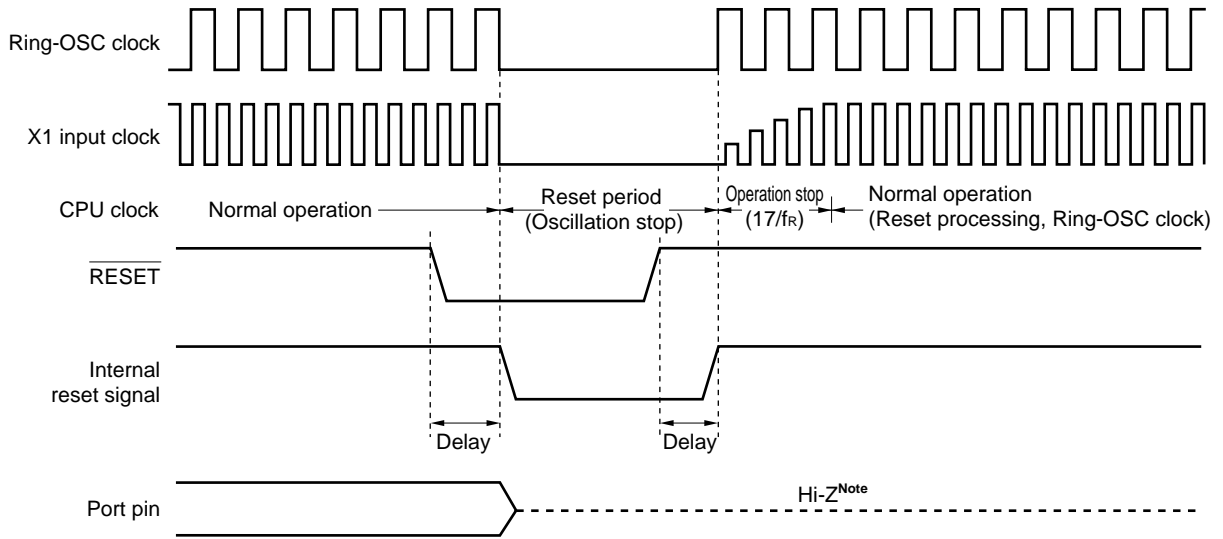 Ring-OSC clock
X1 input clock
CPU clock
Normal operation
Reset period
(Oscillation stop)
Operation stop
(17/fR)
Normal operation
(Reset processing, Ring-OSC clock)
RESET
Internal
reset signal
Delay
Delay
Port pin
Hi-ZNote